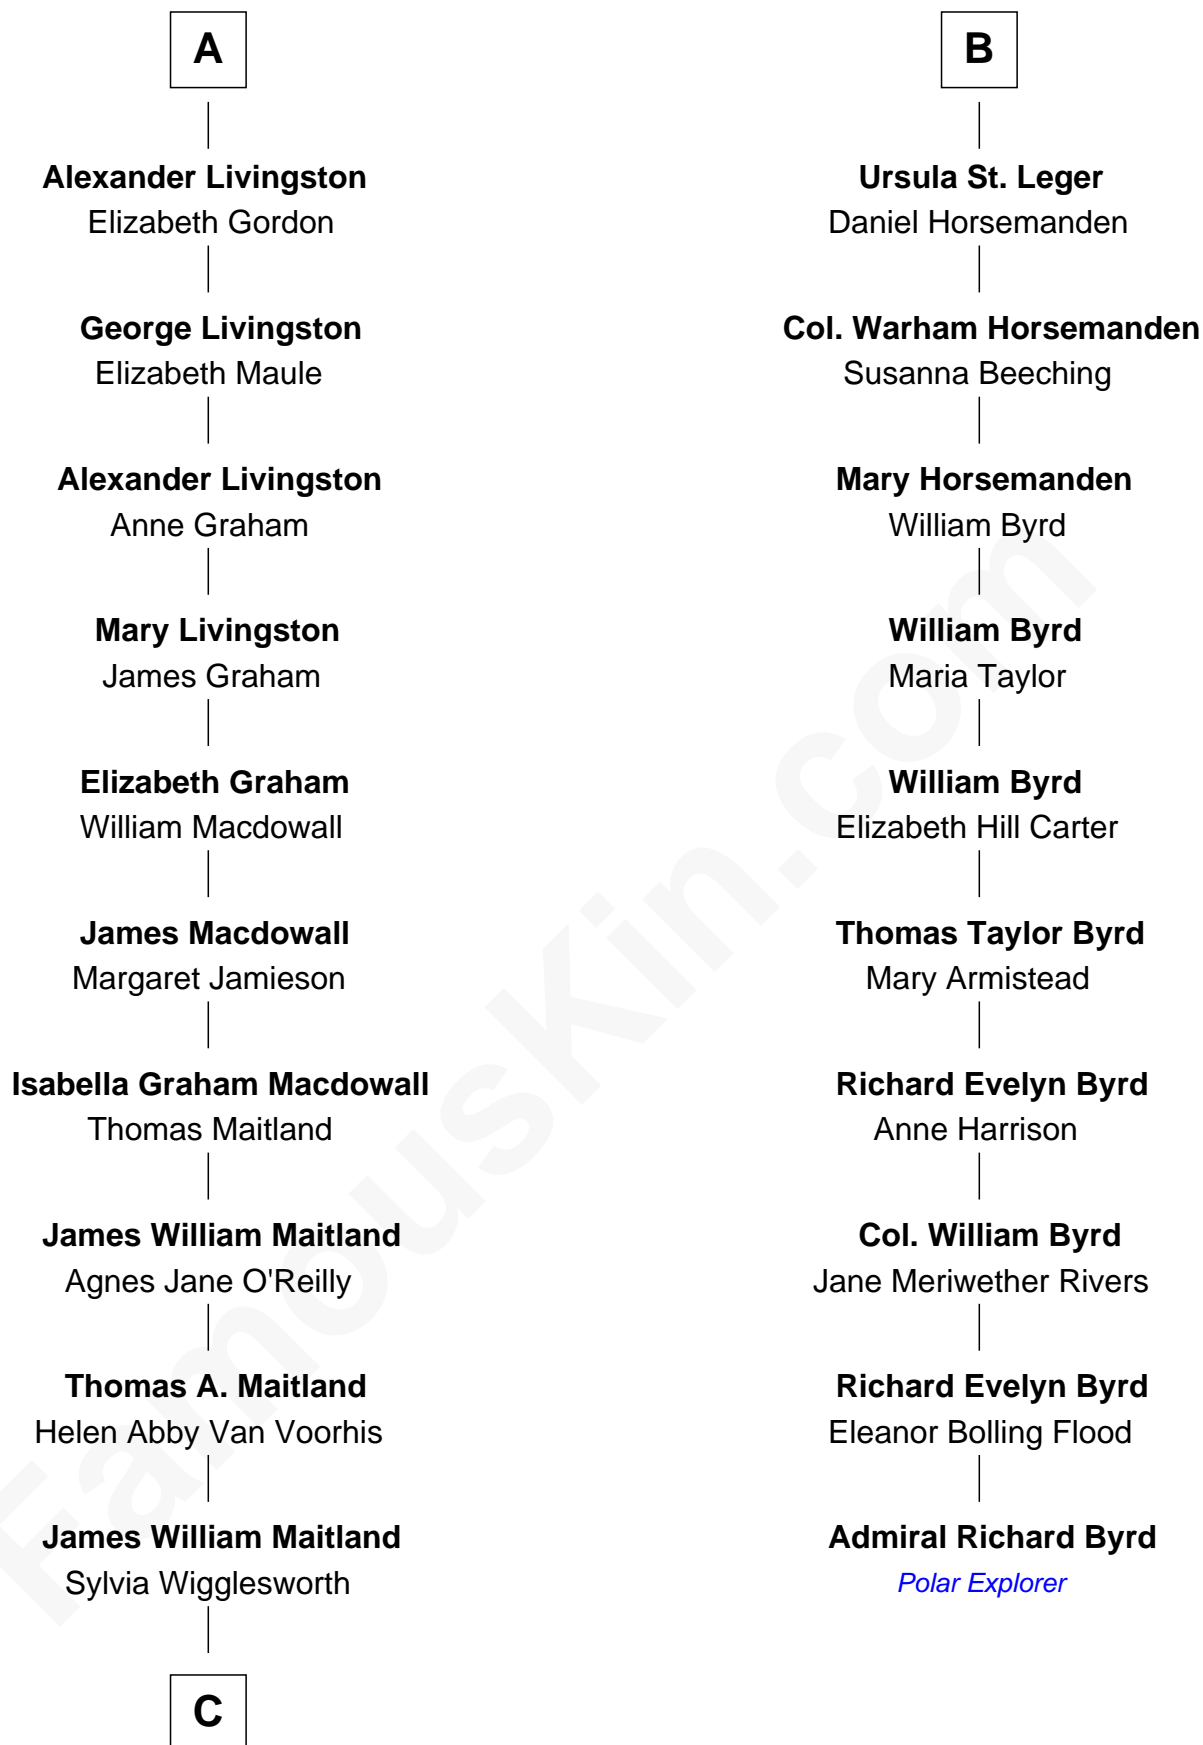 A
Alexander Livingston
Elizabeth Gordon
George Livingston
Elizabeth Maule
Alexander Livingston
Anne Graham
Mary Livingston
James Graham
Elizabeth Graham
William Macdowall
James Macdowall
Margaret Jamieson
Isabella Graham Macdowall
Thomas Maitland
James William Maitland
Agnes Jane O'Reilly
Thomas A. Maitland
Helen Abby Van Voorhis
James William Maitland
Sylvia Wigglesworth
C
B
Ursula St. Leger
Daniel Horsemanden
Col. Warham Horsemanden
Susanna Beeching
Mary Horsemanden
William Byrd
William Byrd
Maria Taylor
William Byrd
Elizabeth Hill Carter
Thomas Taylor Byrd
Mary Armistead
Richard Evelyn Byrd
Anne Harrison
Col. William Byrd
Jane Meriwether Rivers
Richard Evelyn Byrd
Eleanor Bolling Flood
Admiral Richard Byrd
Polar Explorer
FamousKin.com